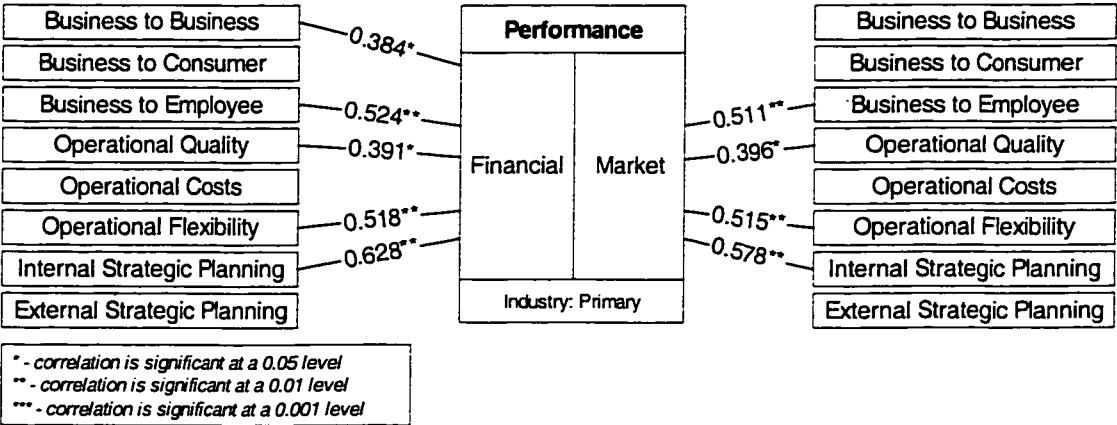 Business to Business
Business to Consumer
Business to Employee
Operational Quality
Operational Costs
Operational Flexibility
Internal Strategic Planning
External Strategic Planning
0.384*
0.524**
0.391*
0.518**
0.628**
Performance
Financial
Market
Industry: Primary
0.511**
0.396*
0.515**
0.578**
Business to Business
Business to Consumer
Business to Employee
Operational Quality
Operational Costs
Operational Flexibility
Internal Strategic Planning
External Strategic Planning
* - correlation is significant at a 0.05 level
** - correlation is significant at a 0.01 level
*** - correlation is significant at a 0.001 level